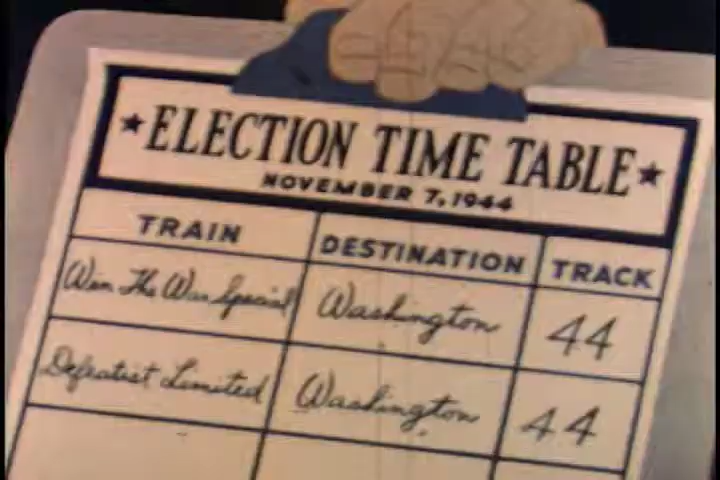 ★ELECTION TIME TABLE★
NOVEMBER 7, 1944
TRAIN DESTINATION TRACK
Win The War Special Washington 44
Defeatist Limited Washington 44